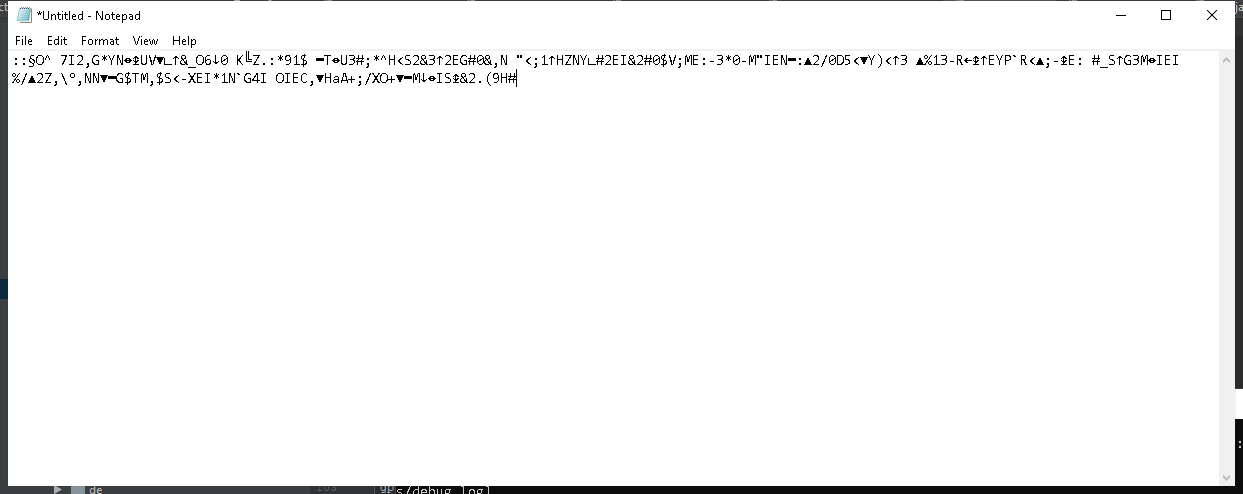 *Untitled - Notepad
File Edit Format View Help
::§O^ 7I2,G*YN↔↨UV▼∟↑&_O6↓0 K╚Z.:*91$ ━T↔U3#;*^H<S2&3↑2EG#0&,N "<;1↑HZNY∟#2EI&2#0$V;ME:-3*0-M"IEN━:▲2/0D5<▼Y)<↑3 ▲%13-R←↨↑EYP`R<▲;-↨E: #_S↑G3M↔IEI
%/▲2Z,\°,NN▼━G$TM,$S<-XEI*1N`G4I OIEC,▼HaA+;/XO+▼━M↓↔IS↨&2.(9H#
de
103
s/debug.log]